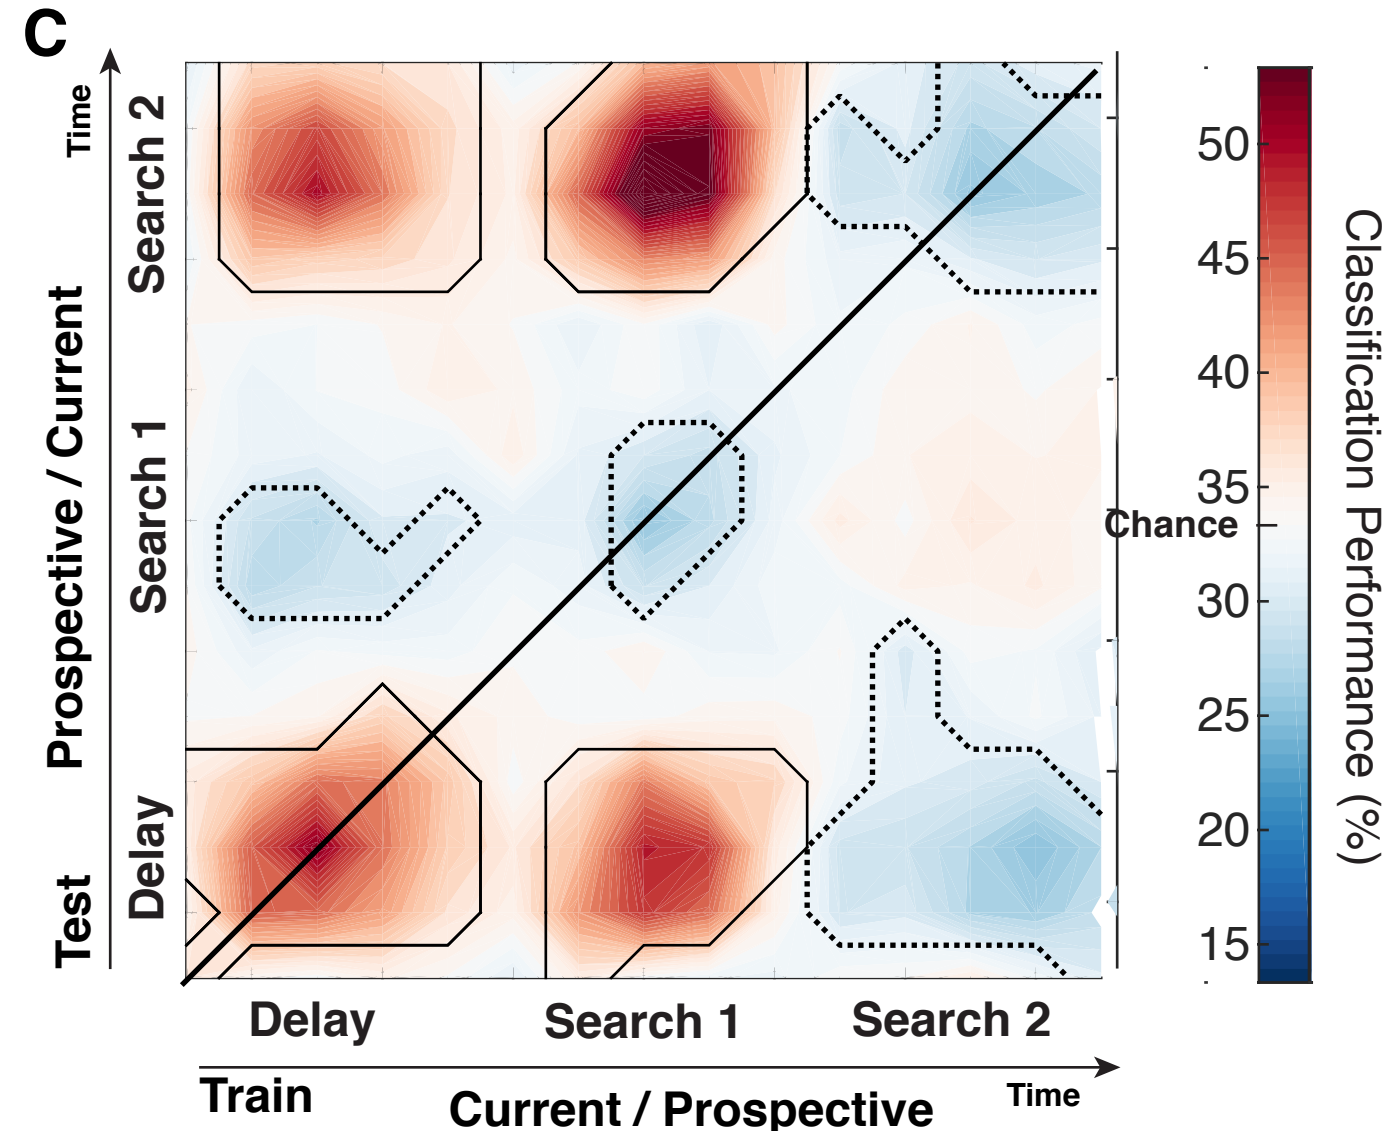 C
Time
Search 2
Search 1
Delay
Prospective / Current
Test
Delay
Search 1
Search 2
Train
Current / Prospective
Time
50
45
40
35
Chance
30
25
20
15
Classification Performance (%)